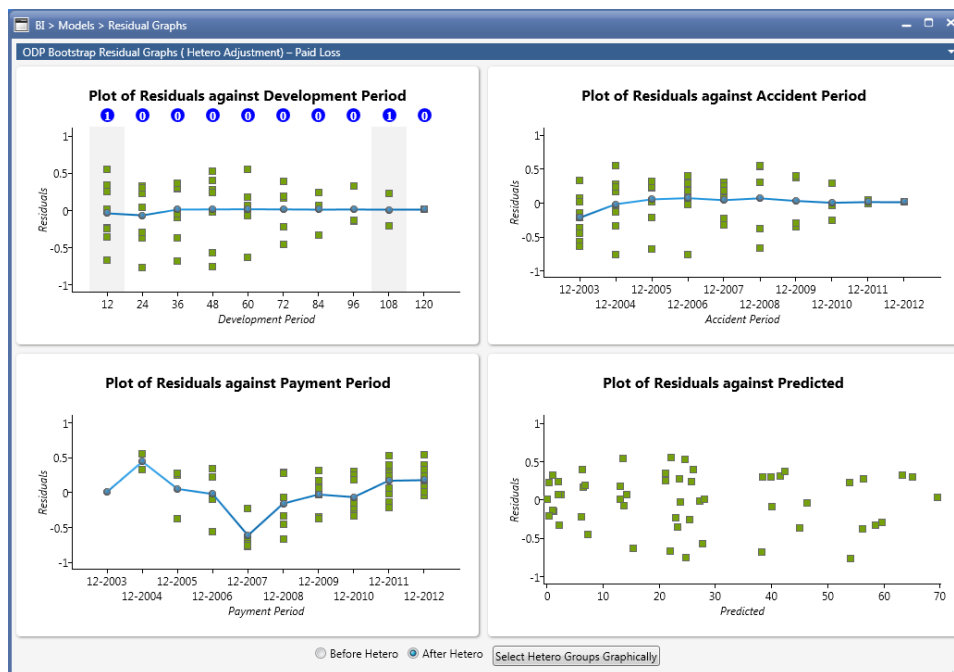 BI > Models > Residual Graphs
ODP Bootstrap Residual Graphs ( Hetero Adjustment) – Paid Loss
Plot of Residuals against Development Period
1 0 0 0 0 0 0 0 1 0
1
0.5
0
-0.5
-1
Residuals
12 24 36 48 60 72 84 96 108 120
Development Period
Plot of Residuals against Accident Period
1
0.5
0
-0.5
-1
Residuals
12-2003 12-2005 12-2007 12-2009 12-2011
12-2004 12-2006 12-2008 12-2010 12-2012
Accident Period
Plot of Residuals against Payment Period
1
0.5
0
-0.5
-1
Residuals
12-2003 12-2005 12-2007 12-2009 12-2011
12-2004 12-2006 12-2008 12-2010 12-2012
Payment Period
Plot of Residuals against Predicted
1
0.5
0
-0.5
-1
Residuals
0 10 20 30 40 50 60 70
Predicted
Before Hetero After Hetero Select Hetero Groups Graphically